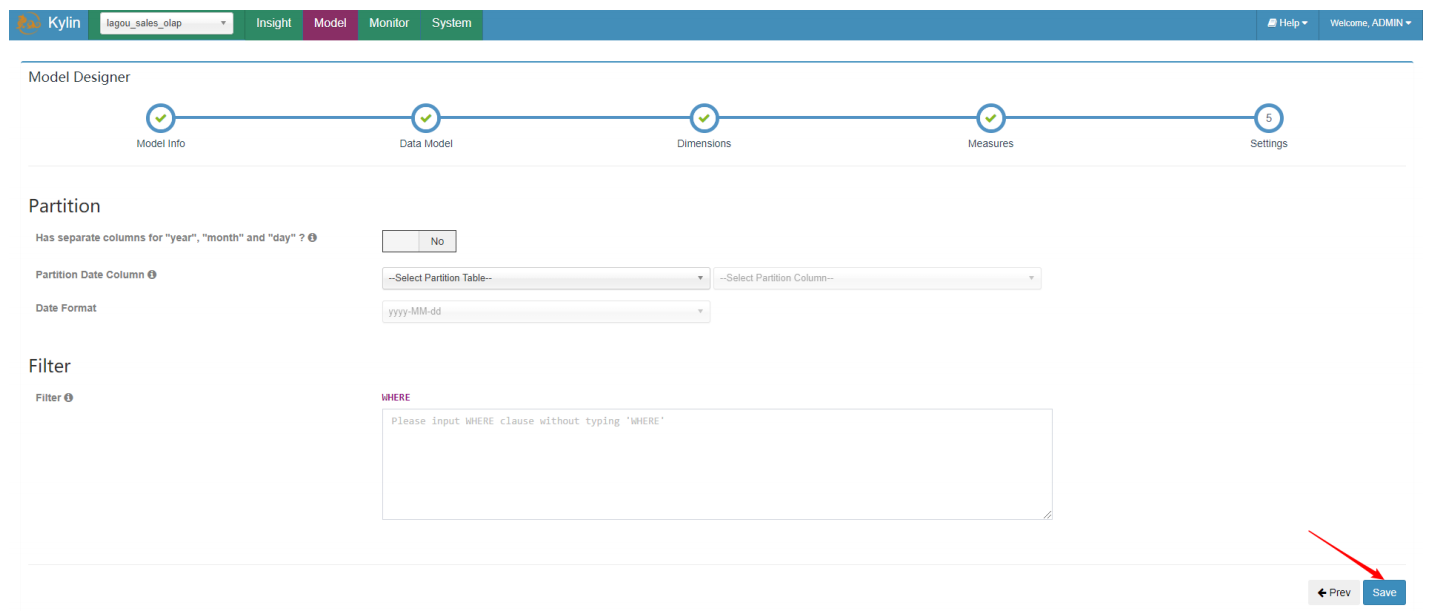 Kylin lagou_sales_olap Insight Model Monitor System Help Welcome, ADMIN
Model Designer
5
Model Info Data Model Dimensions Measures Settings
Partition
Has separate columns for "year", "month" and "day" ?
No
Partition Date Column
--Select Partition Table-- --Select Partition Column--
Date Format
yyyy-MM-dd
Filter
Filter
WHERE
Please input WHERE clause without typing 'WHERE'
Prev Save